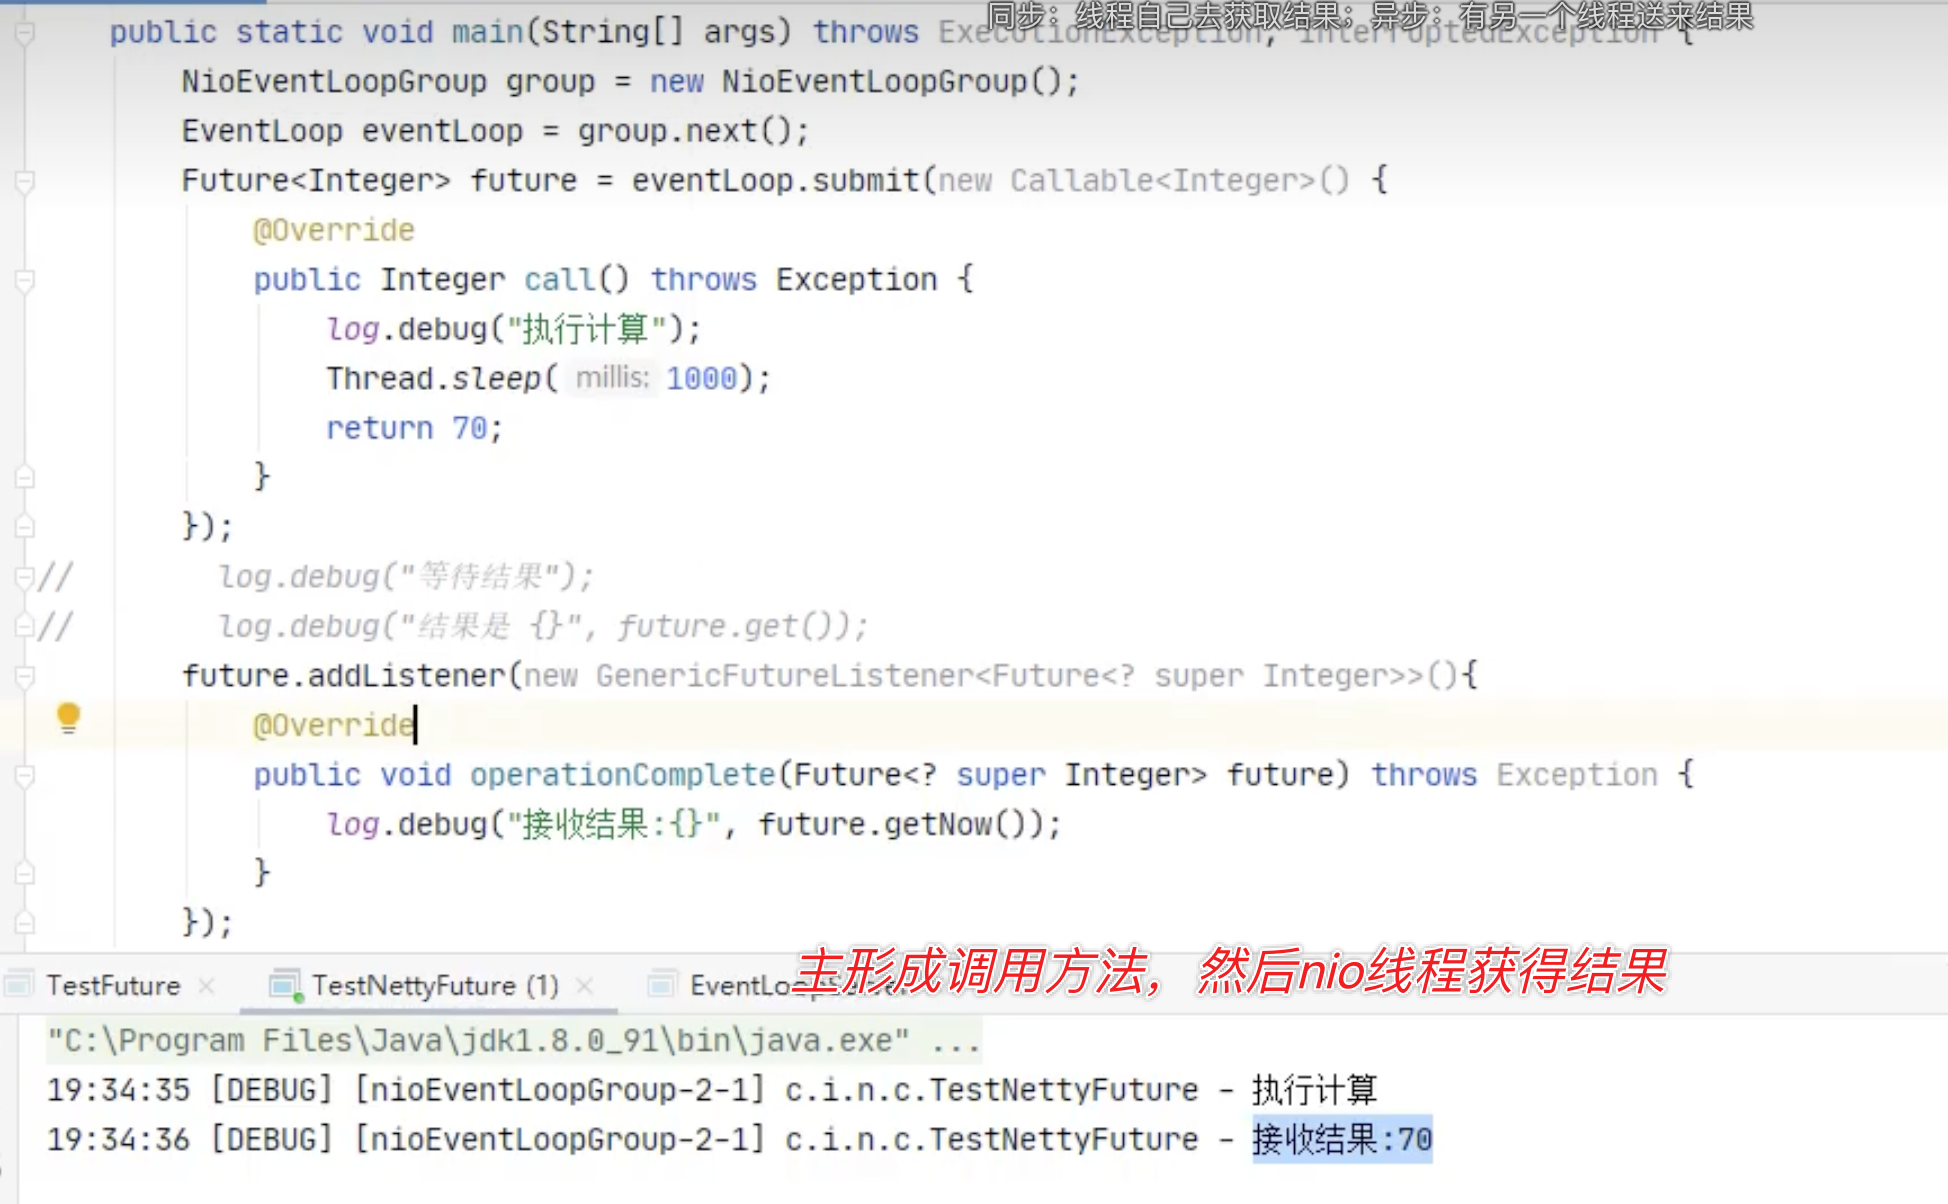 同步：线程自己去获取结果；异步：有另一个线程送来结果
public static void main(String[] args) throws ExecutionException, InterruptedException {
NioEventLoopGroup group = new NioEventLoopGroup();
EventLoop eventLoop = group.next();
Future<Integer> future = eventLoop.submit(new Callable<Integer>() {
@Override
public Integer call() throws Exception {
log.debug("执行计算");
Thread.sleep( millis: 1000);
return 70;
}
});
// log.debug("等待结果");
// log.debug("结果是 {}", future.get());
future.addListener(new GenericFutureListener<Future<? super Integer>>(){
@Override
public void operationComplete(Future<? super Integer> future) throws Exception {
log.debug("接收结果:{}", future.getNow());
}
});
主形成调用方法，然后nio线程获得结果
TestFuture × TestNettyFuture (1) × EventLoopServer
"C:\Program Files\Java\jdk1.8.0_91\bin\java.exe" ...
19:34:35 [DEBUG] [nioEventLoopGroup-2-1] c.i.n.c.TestNettyFuture - 执行计算
19:34:36 [DEBUG] [nioEventLoopGroup-2-1] c.i.n.c.TestNettyFuture - 接收结果:70